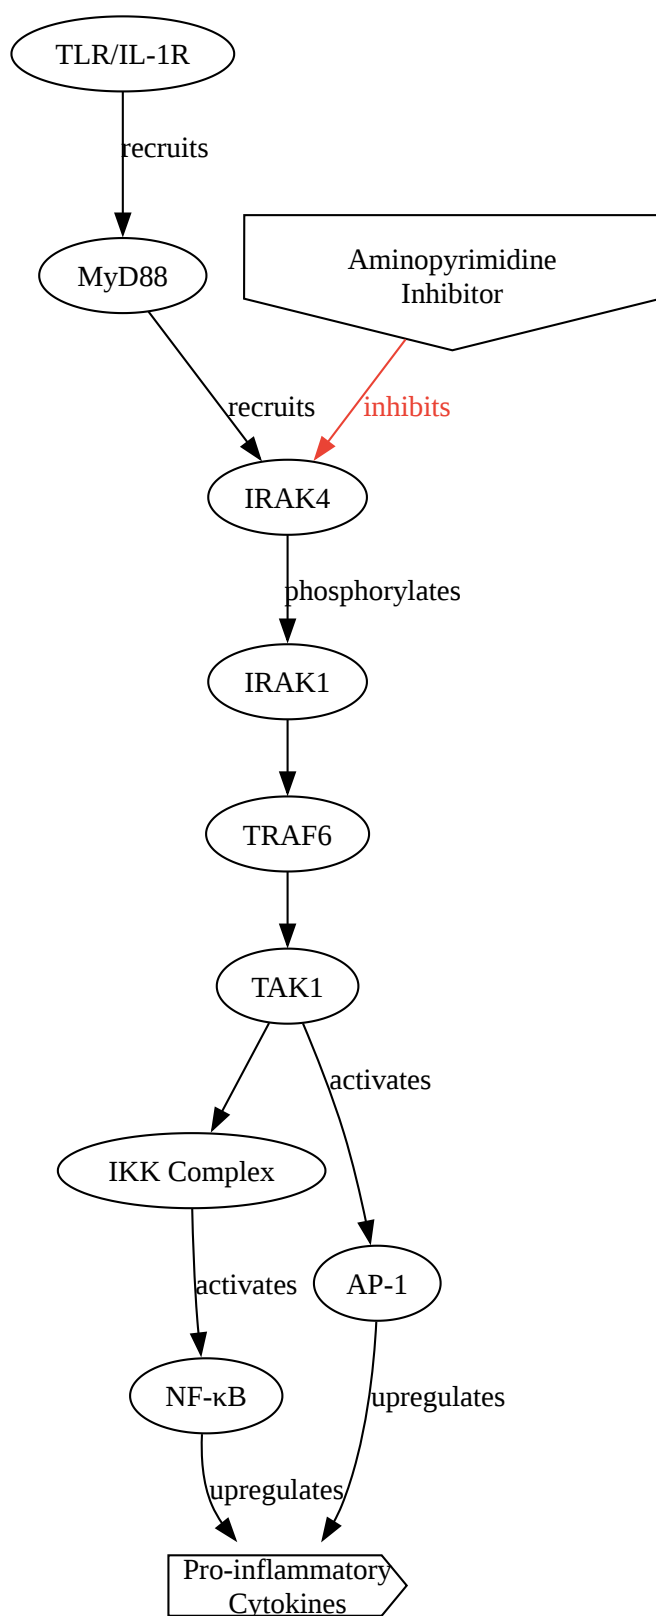 TLR/IL-1R
recruits
MyD88
Aminopyrimidine
Inhibitor
recruits
inhibits
IRAK4
phosphorylates
IRAK1
TRAF6
TAK1
activates
IKK Complex
activates
AP-1
NF-κB
upregulates
upregulates
Pro-inflammatory
Cytokines